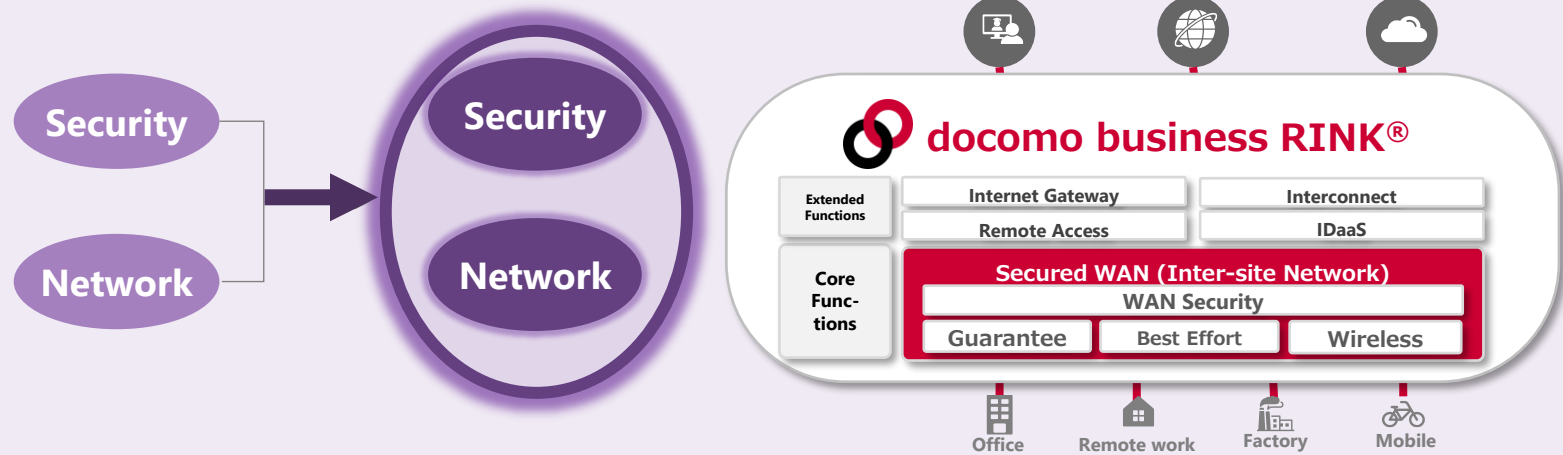 Security
Network
Security
Network
docomo business RINK®
Extended
Functions
Internet Gateway
Interconnect
Remote Access
IDaaS
Core
Func-
tions
Secured WAN (Inter-site Network)
WAN Security
Guarantee
Best Effort
Wireless
Office
Remote work
Factory
Mobile